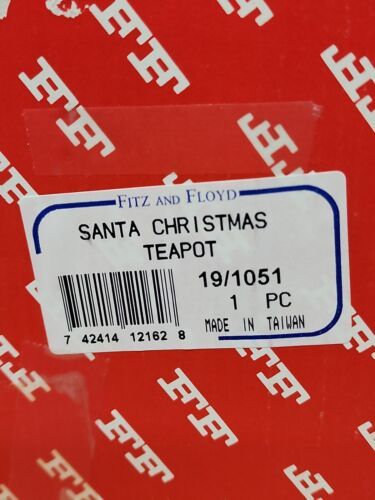 FITZ AND FLOYD
SANTA CHRISTMAS
TEAPOT
19/1051
1 PC
7 42414 12162 8
MADE IN TAIWAN